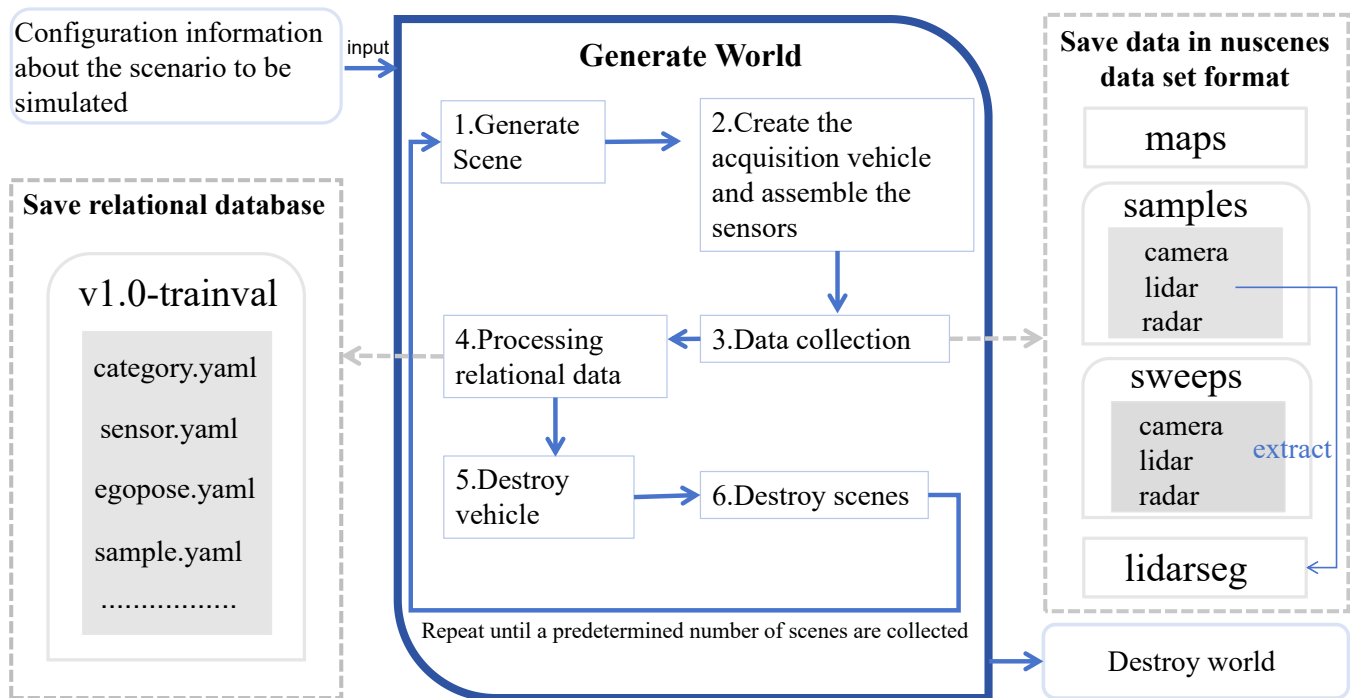 Configuration information
about the scenario to be
simulated
input
Generate World
1.Generate
Scene
2.Create the
acquisition vehicle
and assemble the
sensors
3.Data collection
4.Processing
relational data
5.Destroy
vehicle
6.Destroy scenes
Repeat until a predetermined number of scenes are collected
Save relational database
v1.0-trainval
category.yaml
sensor.yaml
egopose.yaml
sample.yaml
.................
Save data in nuscenes
data set format
maps
samples
camera
lidar
radar
sweeps
camera
lidar
radar
extract
lidarseg
Destroy world